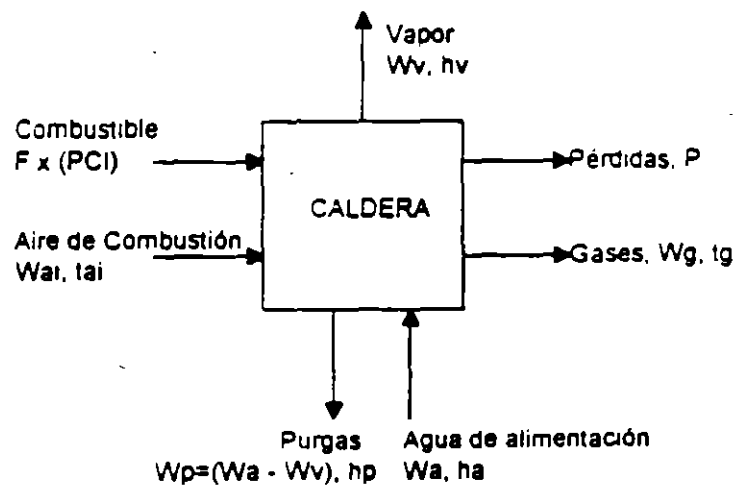 Vapor
Wv, hv
Combustible
F x (PCI)
Pérdidas, P
CALDERA
Aire de Combustión
Wai, tai
Gases, Wg, tg
Purgas
Wp=(Wa - Wv), hp
Agua de alimentación
Wa, ha